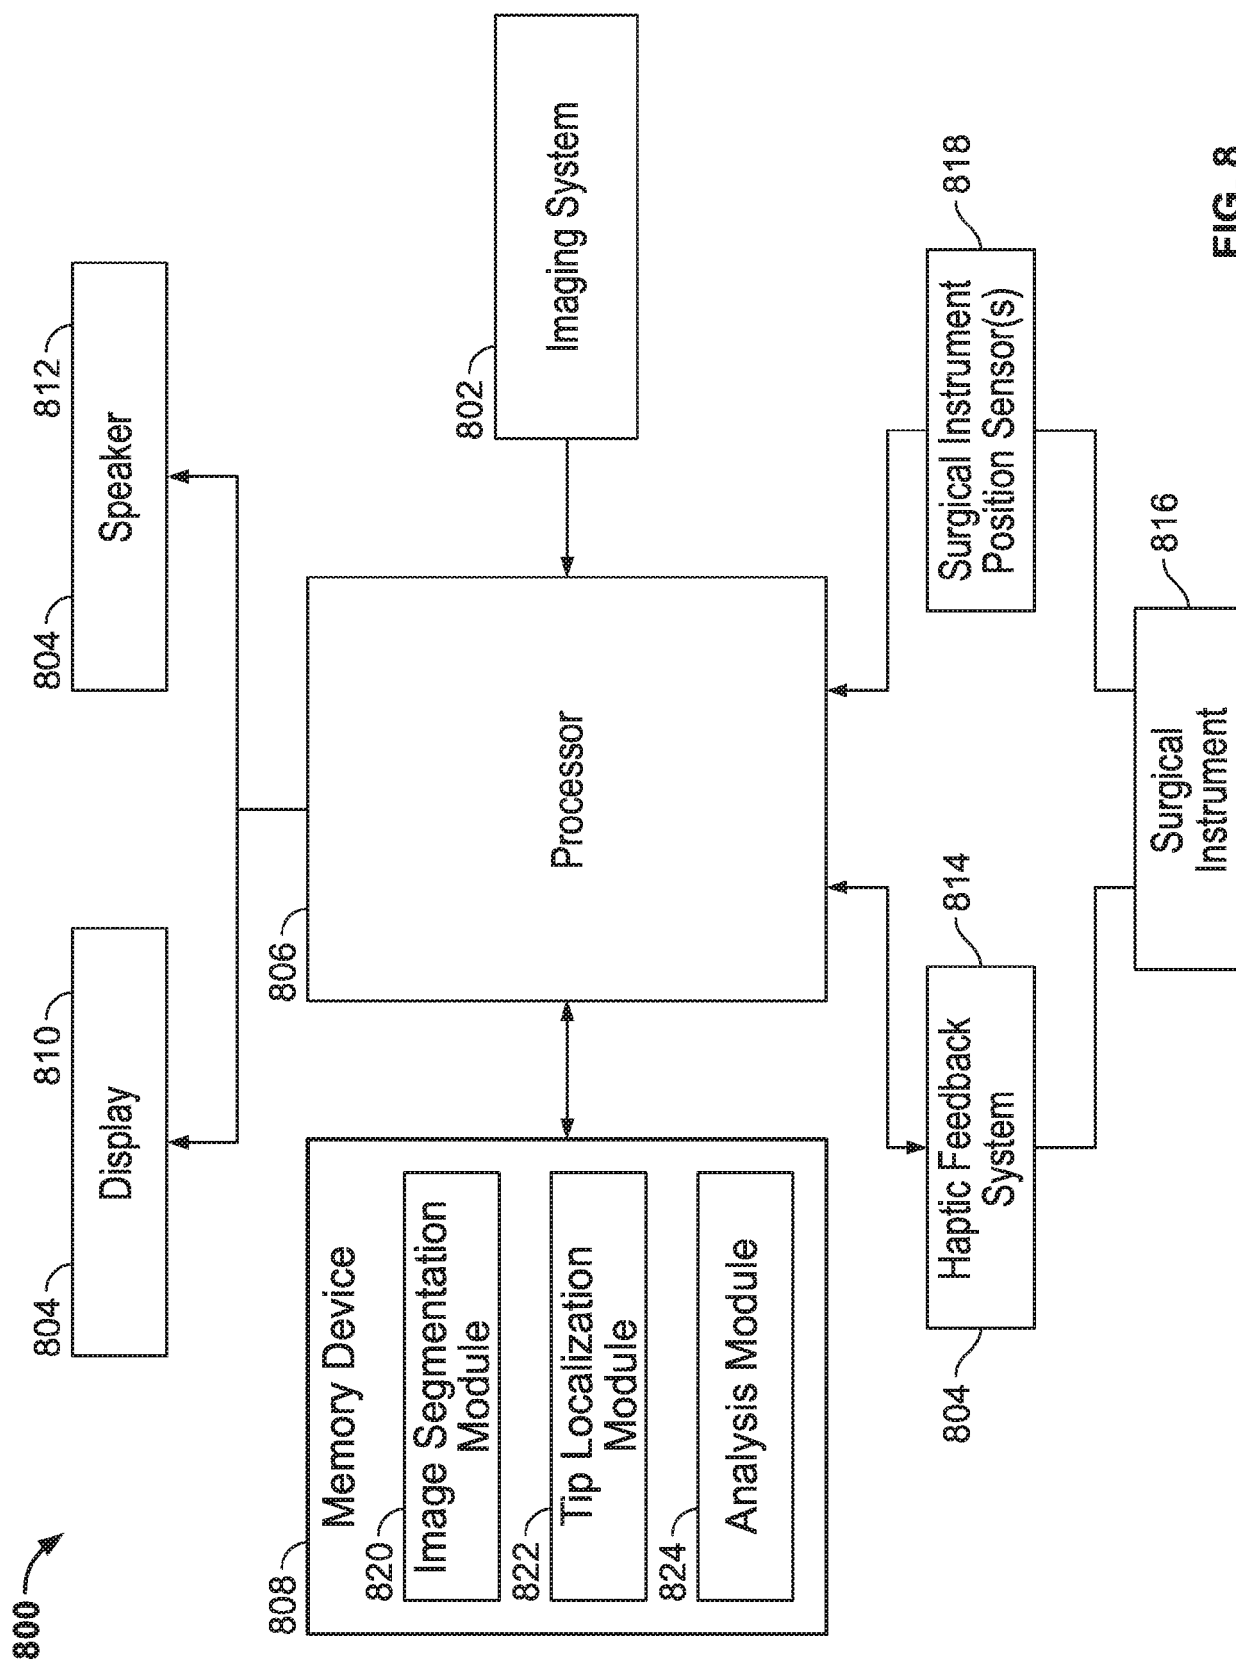 800
804
810
804
812
Display
Speaker
808
806
Memory Device
820
Image Segmentation
Module
822
Tip Localization
Module
824
Analysis Module
Processor
802
Imaging System
804
814
818
Haptic Feedback
System
Surgical Instrument
Position Sensor(s)
816
Surgical
Instrument
FIG. 8